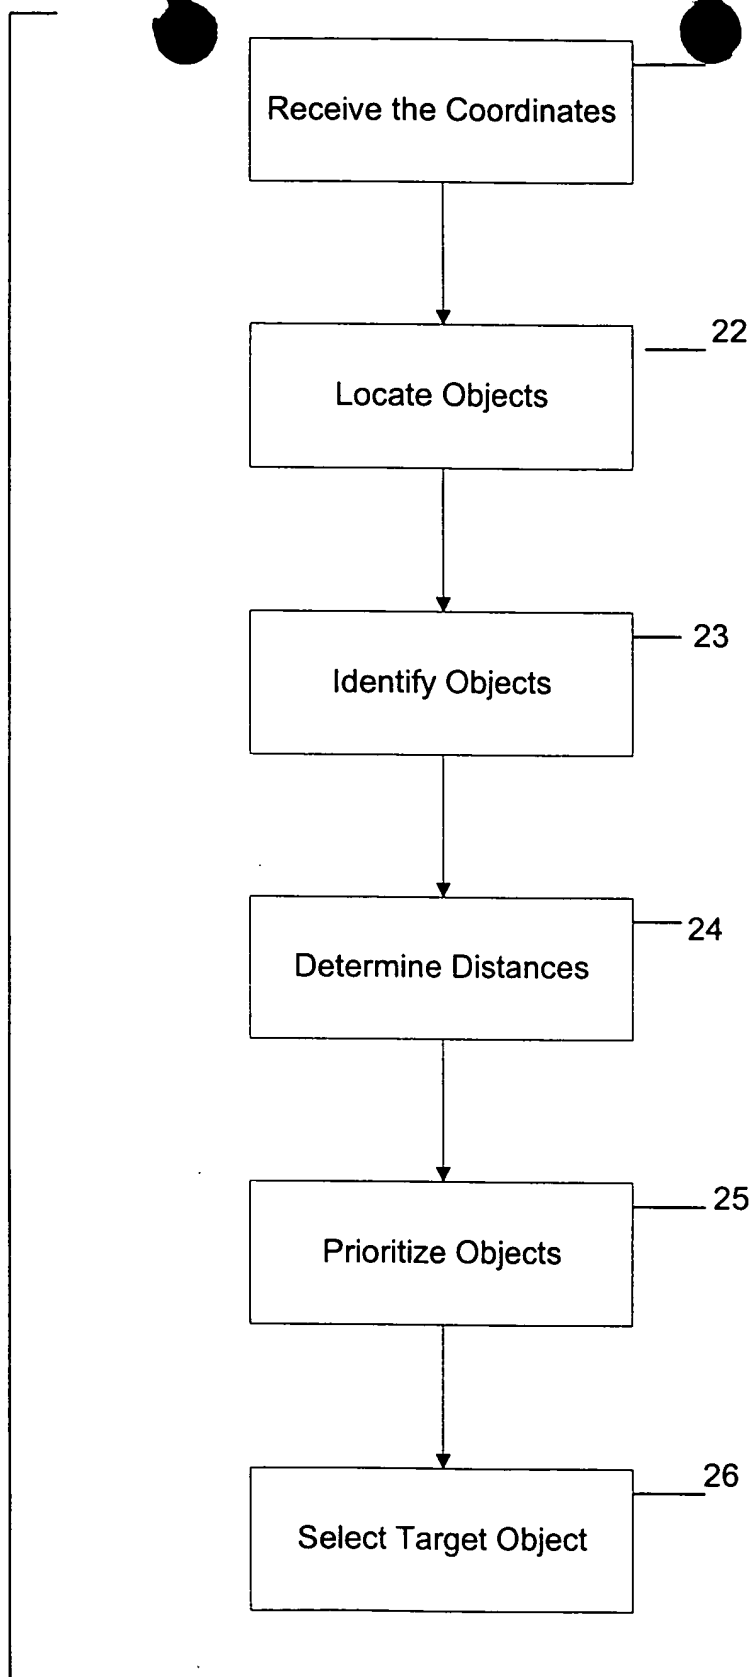 Receive the Coordinates
22
Locate Objects
23
Identify Objects
24
Determine Distances
25
Prioritize Objects
26
Select Target Object